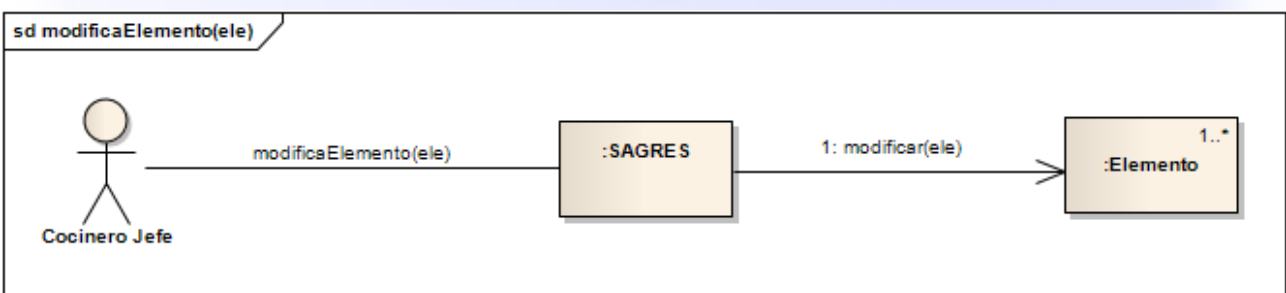 sd modificaElemento(ele)
modificaElemento(ele)
:SAGRES
1: modificar(ele)
1..*
:Elemento
Cocinero Jefe